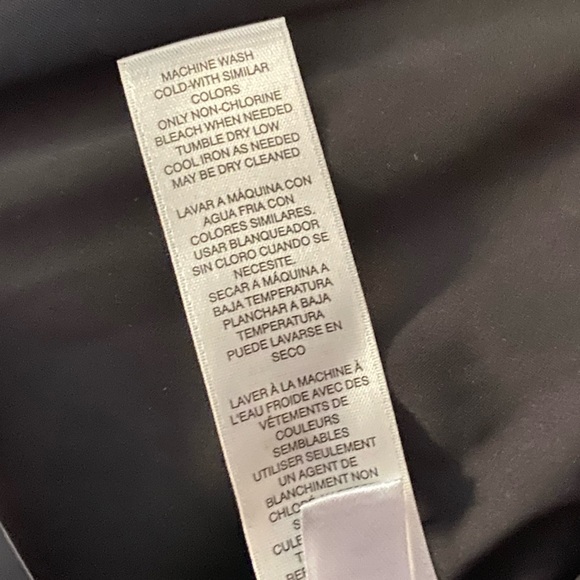 MACHINE WASH
COLD-WITH SIMILAR
COLORS
ONLY NON-CHLORINE
BLEACH WHEN NEEDED
TUMBLE DRY LOW
COOL IRON AS NEEDED
MAY BE DRY CLEANED
LAVAR A MÁQUINA CON
AGUA FRIA CON
COLORES SIMILARES.
USAR BLANQUEADOR
SIN CLORO CUANDO SE
NECESITE.
SECAR A MÁQUINA A
BAJA TEMPERATURA
PLANCHAR A BAJA
TEMPERATURA
PUEDE LAVARSE EN
SECO
LAVER À LA MACHINE À
L'EAU FROIDE AVEC DES
VÊTEMENTS DE
COULEURS
SEMBLABLES
UTILISER SEULEMENT
UN AGENT DE
BLANCHIMENT NON